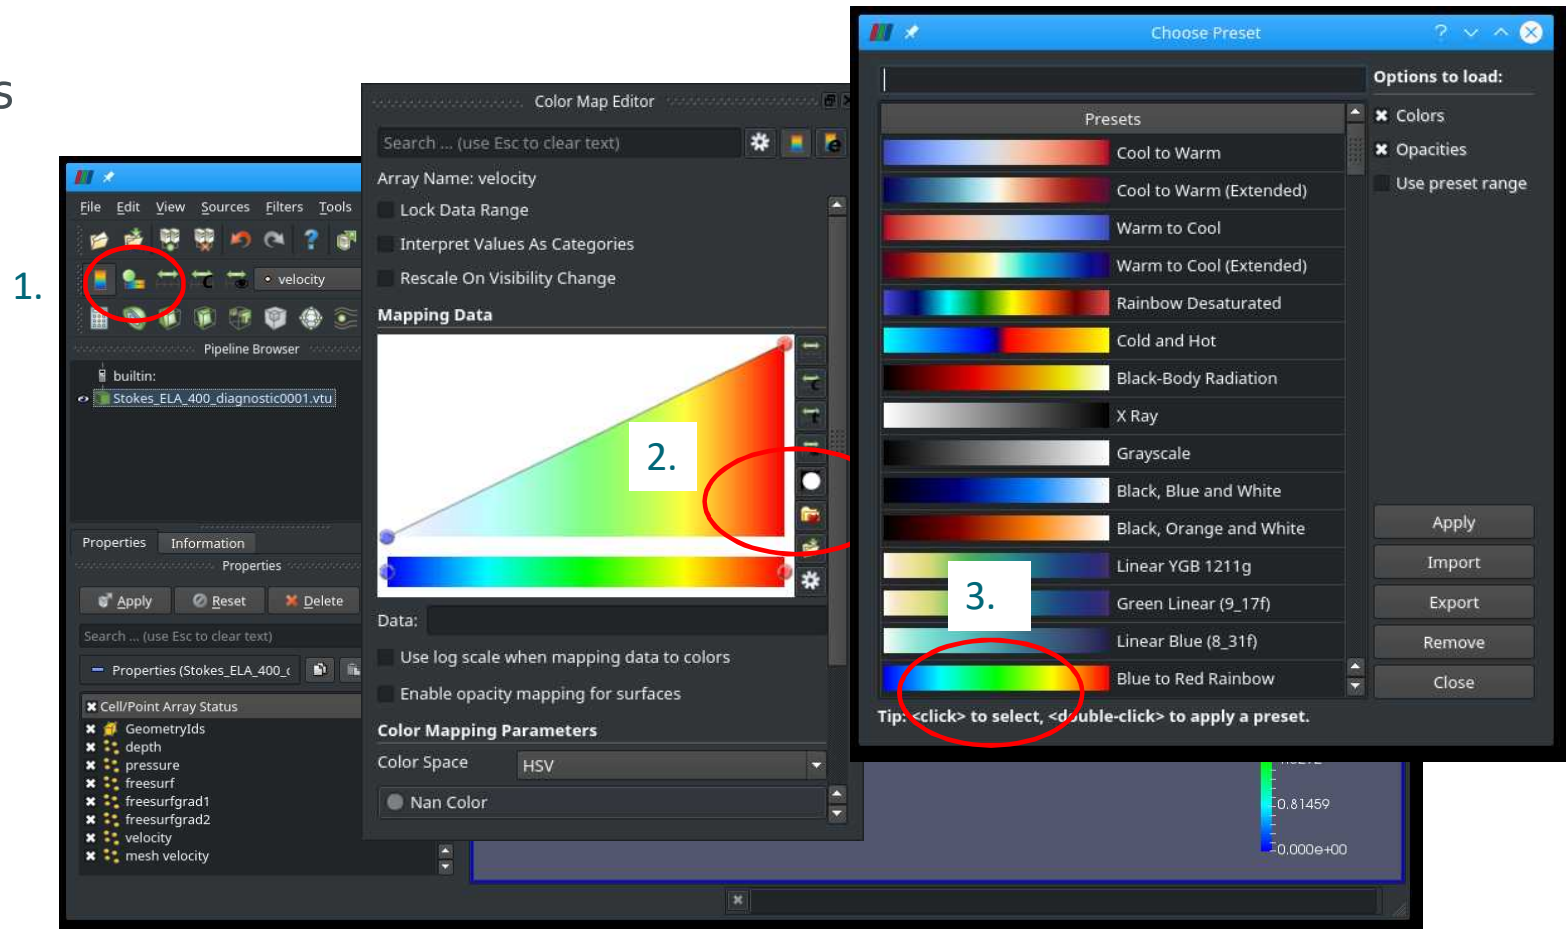 s
1.
File Edit View Sources Filters Tools
velocity
Pipeline Browser
builtin:
Stokes_ELA_400_diagnostic0001.vtu
Properties Information
Properties
Apply Reset Delete
Search ... (use Esc to clear text)
Properties (Stokes_ELA_400_
Cell/Point Array Status
GeometryIds
depth
pressure
freesurf
freesurfgrad1
freesurfgrad2
velocity
mesh velocity
Color Map Editor
Search ... (use Esc to clear text)
Array Name: velocity
Lock Data Range
Interpret Values As Categories
Rescale On Visibility Change
Mapping Data
2.
Data:
Use log scale when mapping data to colors
Enable opacity mapping for surfaces
Color Mapping Parameters
Color Space HSV
Nan Color
Choose Preset
Presets
Cool to Warm
Cool to Warm (Extended)
Warm to Cool
Warm to Cool (Extended)
Rainbow Desaturated
Cold and Hot
Black-Body Radiation
X Ray
Grayscale
Black, Blue and White
Black, Orange and White
Linear YGB 1211g
Green Linear (9_17f)
3.
Linear Blue (8_31f)
Blue to Red Rainbow
Tip: <click> to select, <double-click> to apply a preset.
Options to load:
Colors
Opacities
Use preset range
Apply
Import
Export
Remove
Close
0.81459
0.000e+00